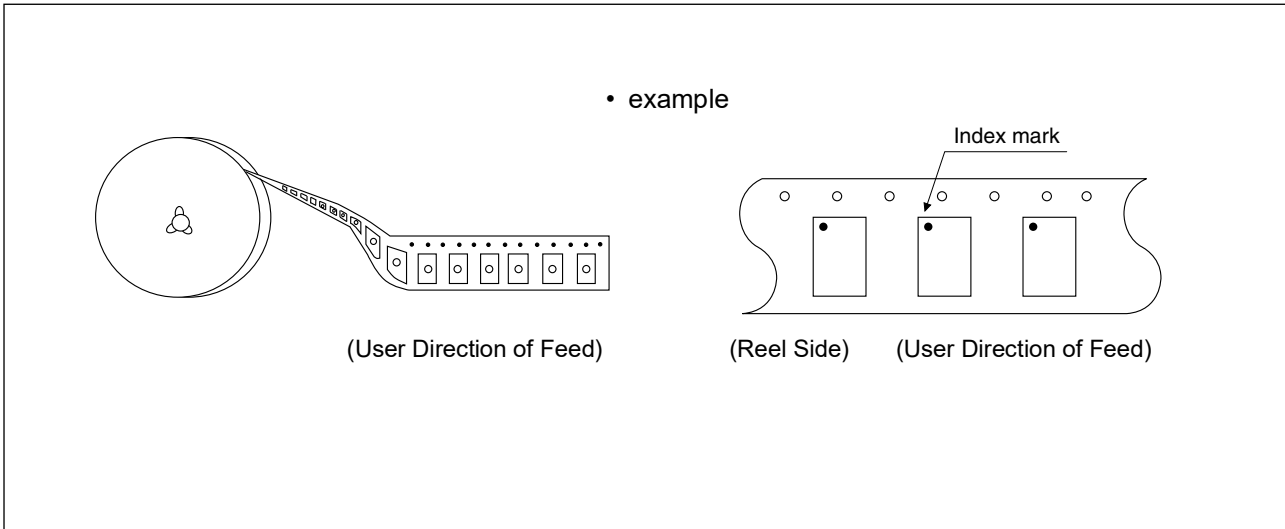 • example
Index mark
(User Direction of Feed)
(Reel Side)
(User Direction of Feed)